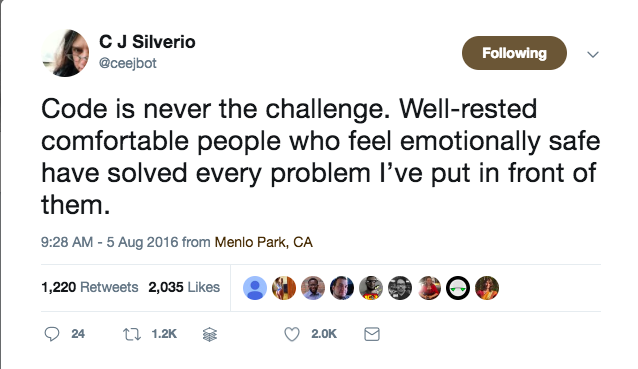 C J Silverio
@ceejbot
Following
Code is never the challenge. Well-rested
comfortable people who feel emotionally safe
have solved every problem I've put in front of
them.
9:28 AM - 5 Aug 2016 from Menlo Park, CA
1,220 Retweets 2,035 Likes
24 1.2K 2.0K